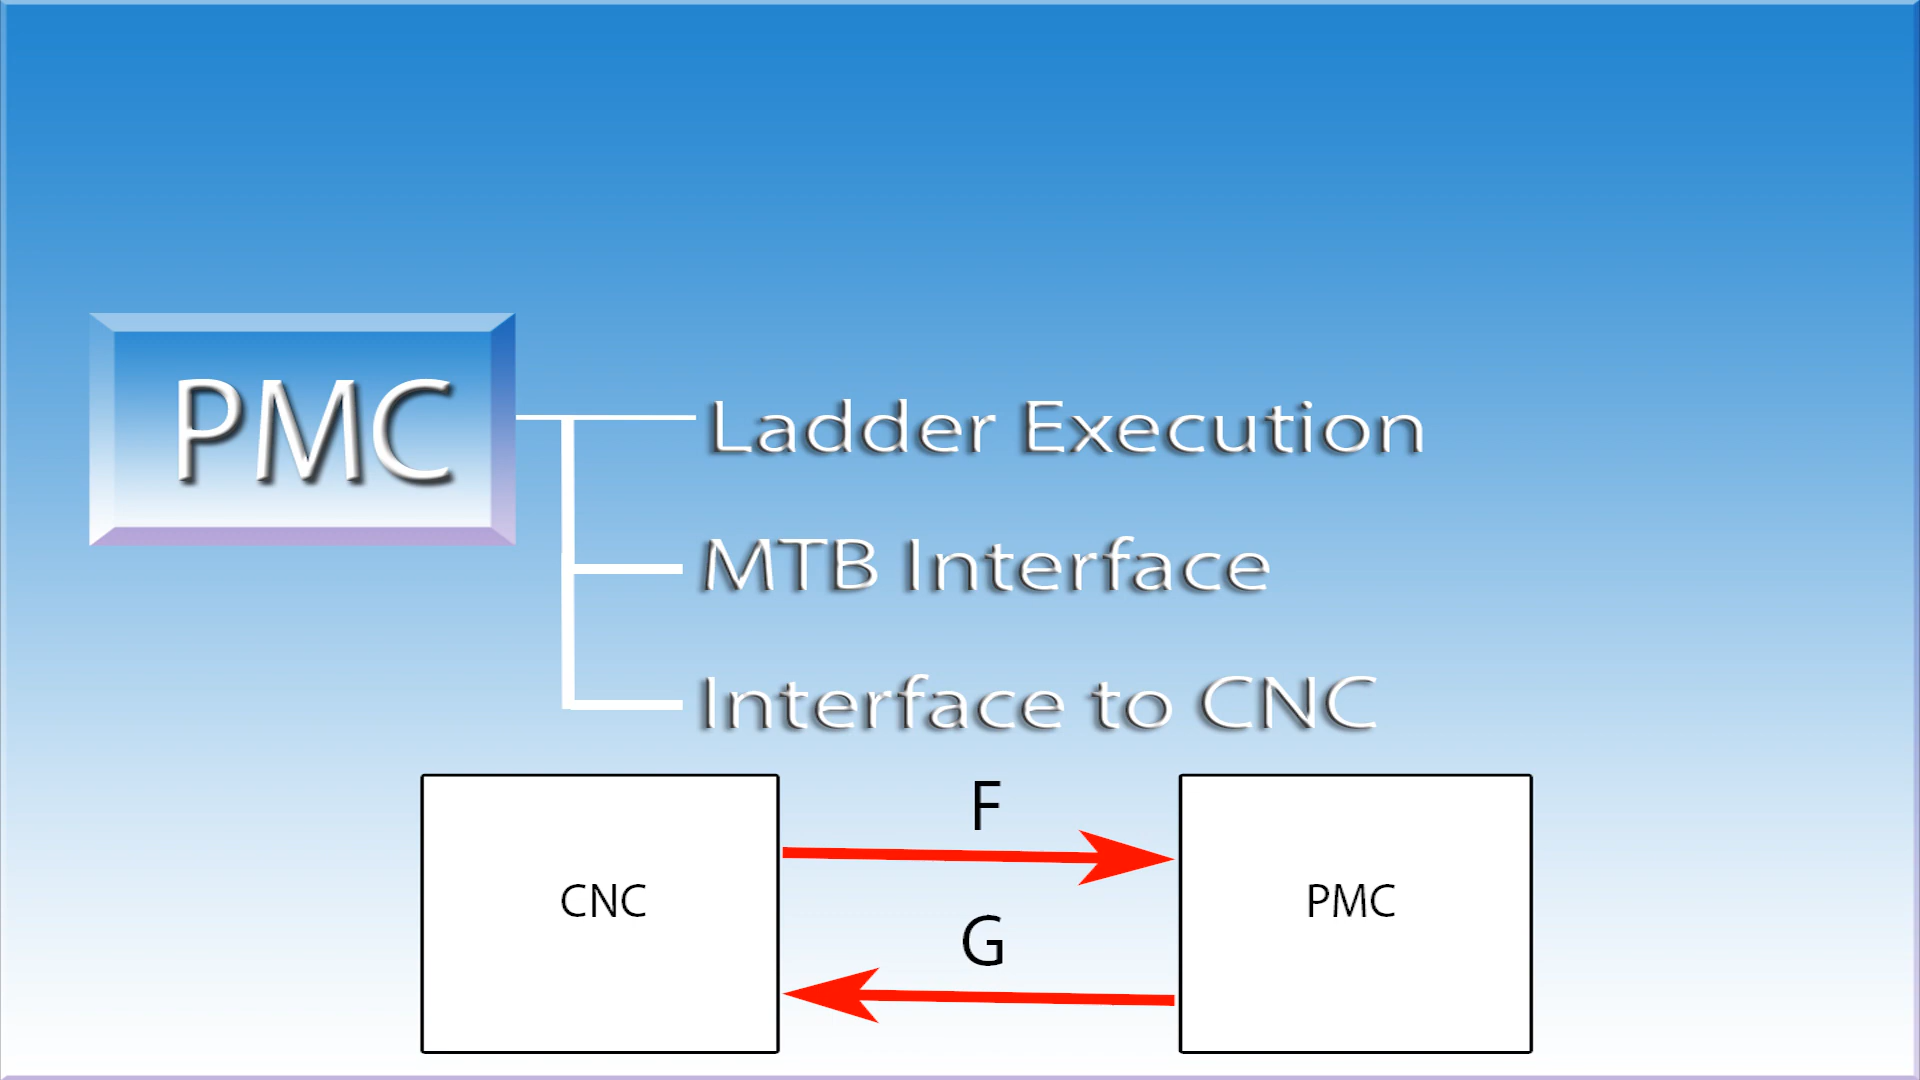 PMC
Ladder Execution
MTB Interface
Interface to CNC
F
CNC
PMC
G